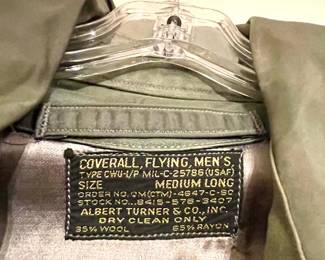 COVERALL, FLYING, MEN'S,
TYPE CWU-1/P MIL-C-25786 (USAF)
SIZE MEDIUM LONG
ORDER NO. QM(CTM)-4647-C-60
STOCK NO. 8415-578-3407
ALBERT TURNER & CO., INC.
DRY CLEAN ONLY
35% WOOL 65% RAYON